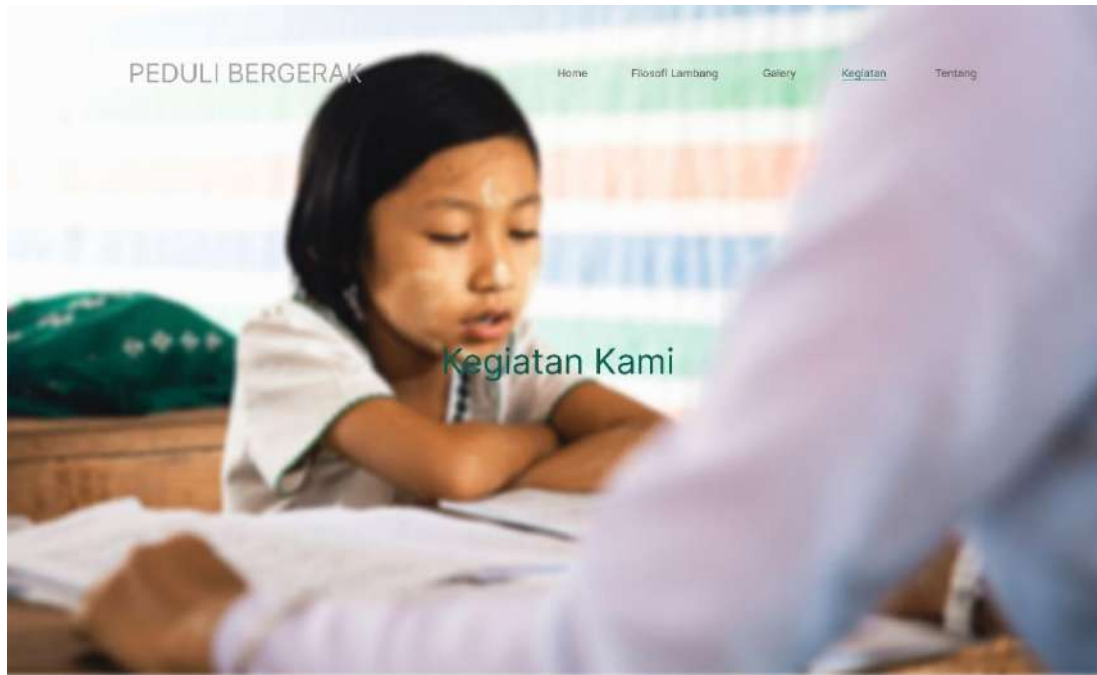 PEDULI BERGERAK
Home Filosofi Lambang Galery Kegiatan Tentang
Kegiatan Kami